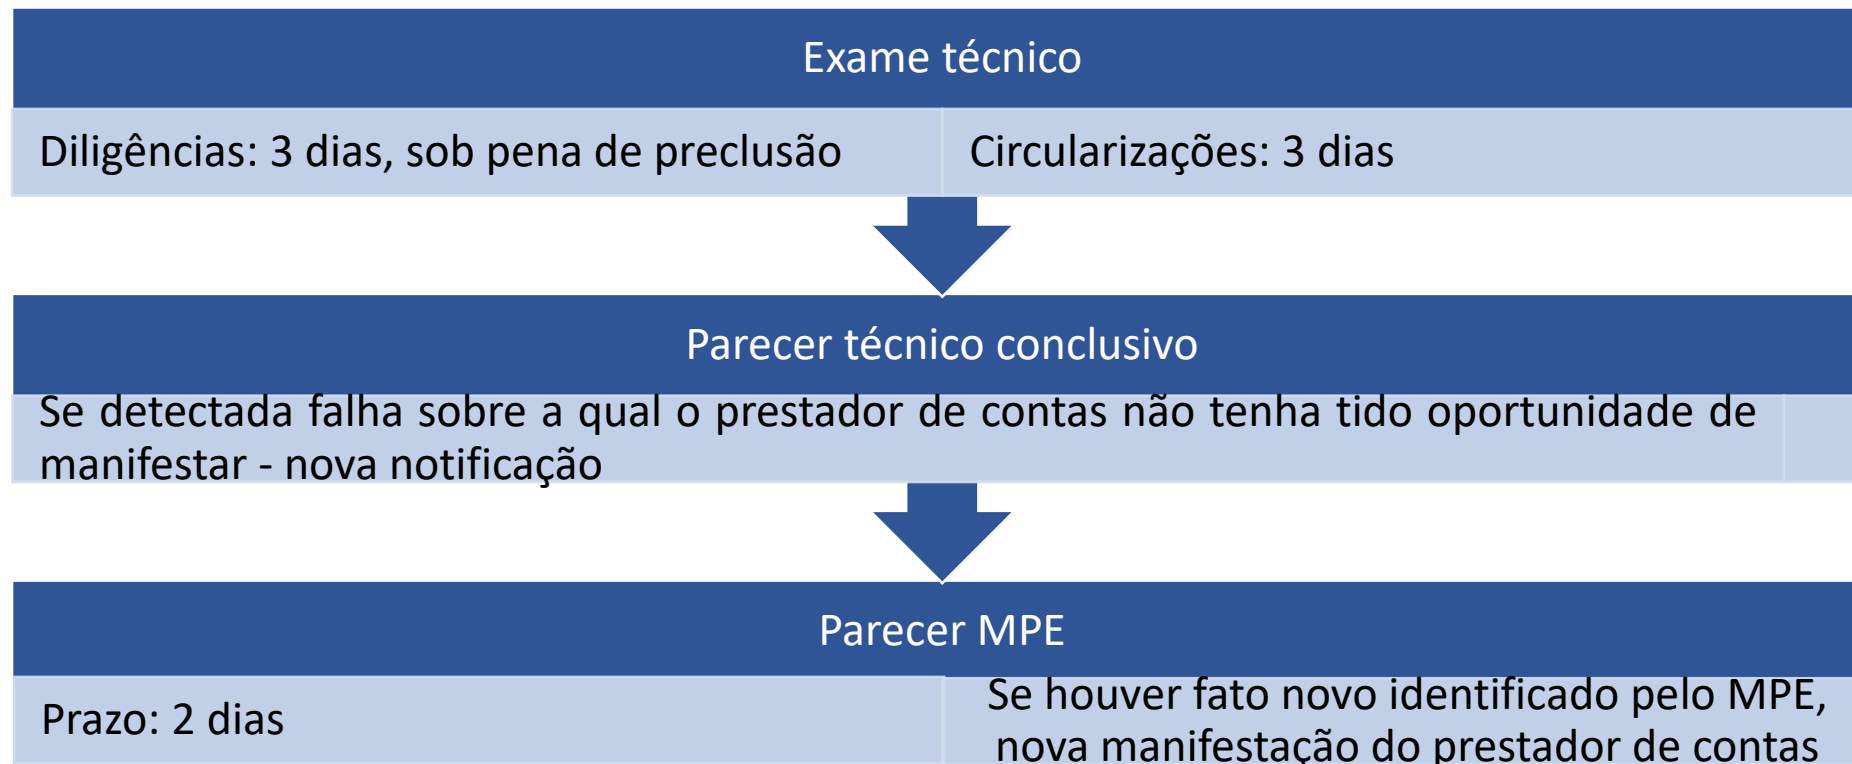 Exame técnico
Diligências: 3 dias, sob pena de preclusão
Circularizações: 3 dias
Parecer técnico conclusivo
Se detectada falha sobre a qual o prestador de contas não tenha tido oportunidade de
manifestar - nova notificação
Parecer MPE
Prazo: 2 dias
Se houver fato novo identificado pelo MPE,
nova manifestação do prestador de contas